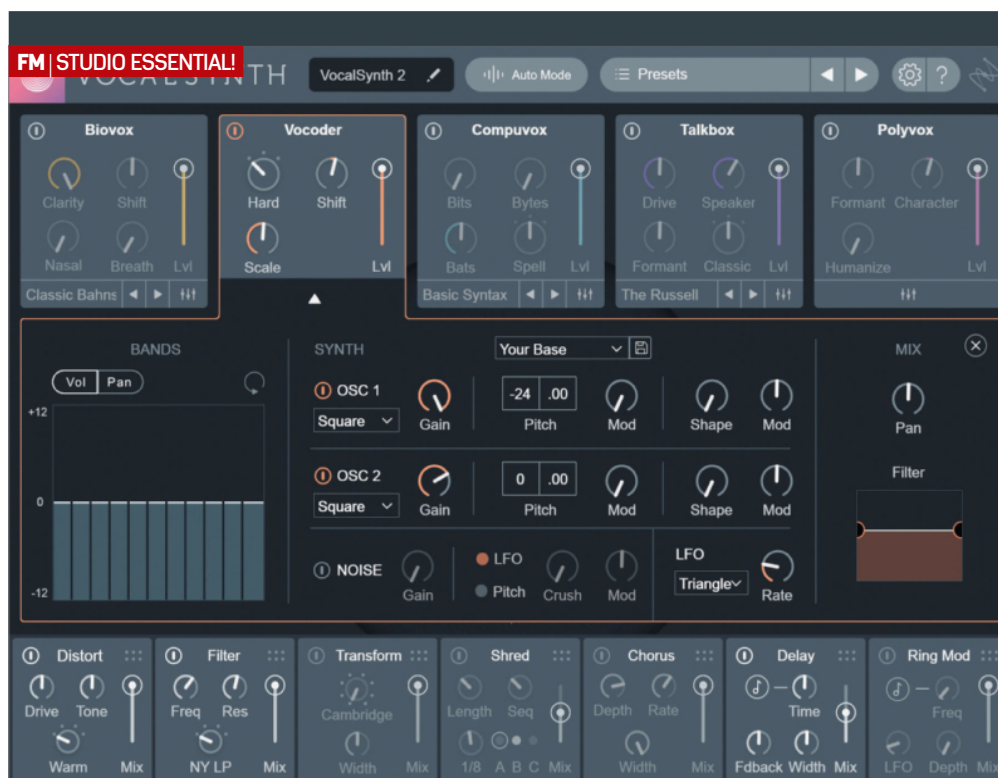 FM | STUDIO ESSENTIAL!
VOCALSYNTH VocalSynth 2 Auto Mode Presets ?
Biovox Vocoder Compuvox Talkbox Polyvox
Clarity Shift Hard Shift Bits Bytes Drive Speaker Formant Character
Nasal Breath Lvl Scale Lvl Bats Spell Lvl Formant Classic Lvl Humanize Lvl
Classic Bahns Basic Syntax The Russell
BANDS SYNTH Your Base MIX
Vol Pan
+12 OSC 1 -24 .00
Square Gain Pitch Mod Shape Mod Pan
0 OSC 2 0 .00 Filter
Square Gain Pitch Mod Shape Mod
NOISE LFO LFO
Pitch Triangle
-12 Gain Crush Mod Rate
Distort Filter Transform Shred Chorus Delay Ring Mod
Drive Tone Freq Res Cambridge Length Seq Depth Rate Time Freq
Warm Mix NY LP Mix Width Mix 1/8 A B C Mix Width Mix Fdback Width Mix LFO Depth Mix